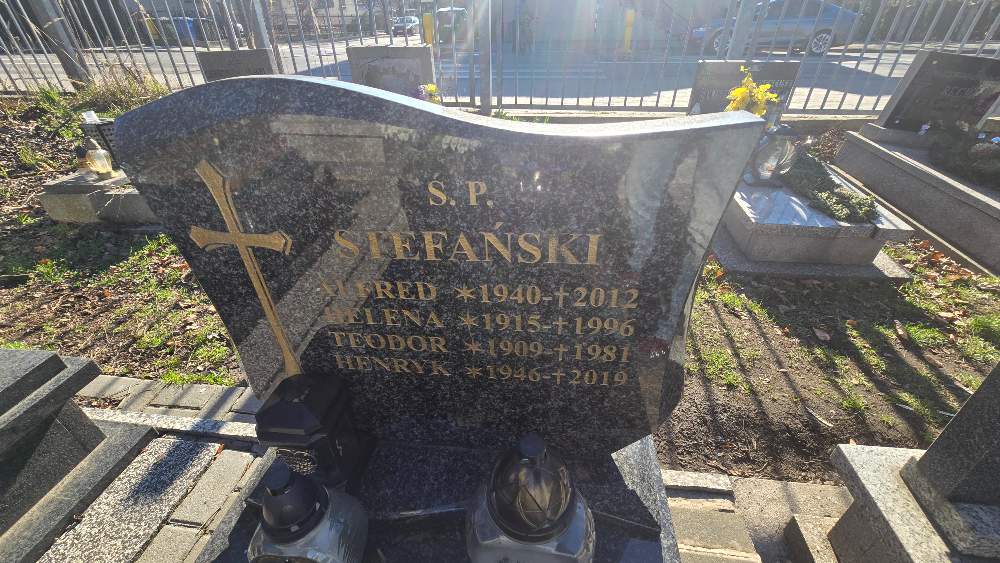 Ś. P.
STEFAŃSKI
ALFRED ✶1940-†2012
HELENA ✶1915-†1996
TEODOR ✶1909-†1981
HENRYK ✶1946-†2019